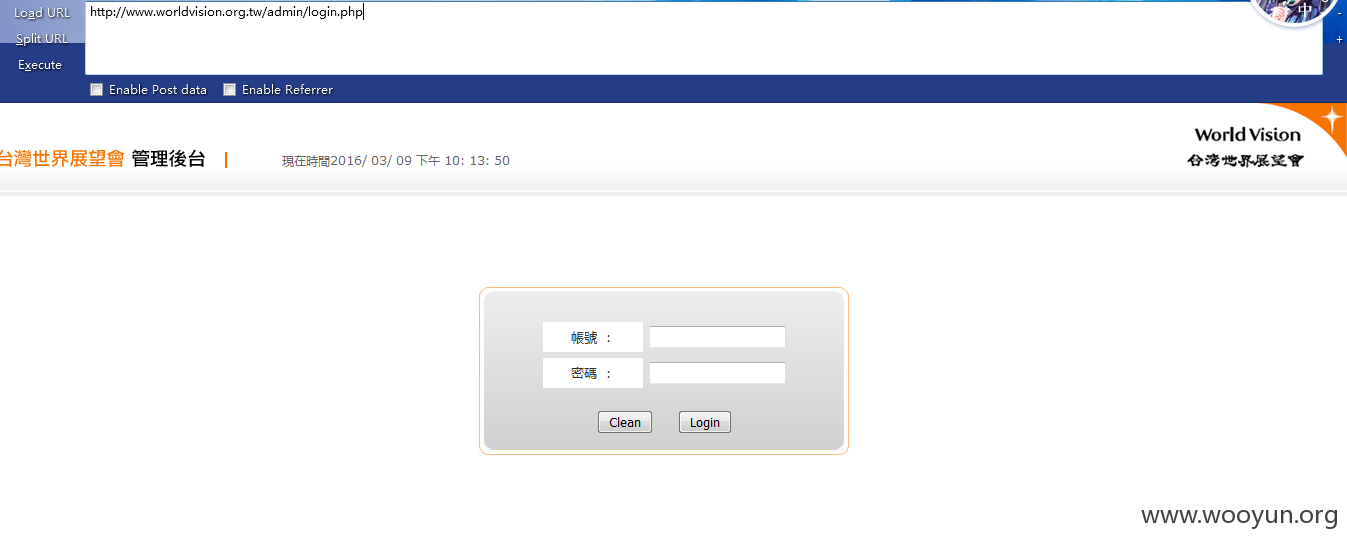 Load URL
http://www.worldvision.org.tw/admin/login.php
中
Split URL
Execute
Enable Post data
Enable Referrer
World Vision
台灣世界展望會
台灣世界展望會 管理後台 |
現在時間2016/ 03/ 09 下午 10: 13: 50
帳號 :
密碼 :
Clean
Login
www.wooyun.org